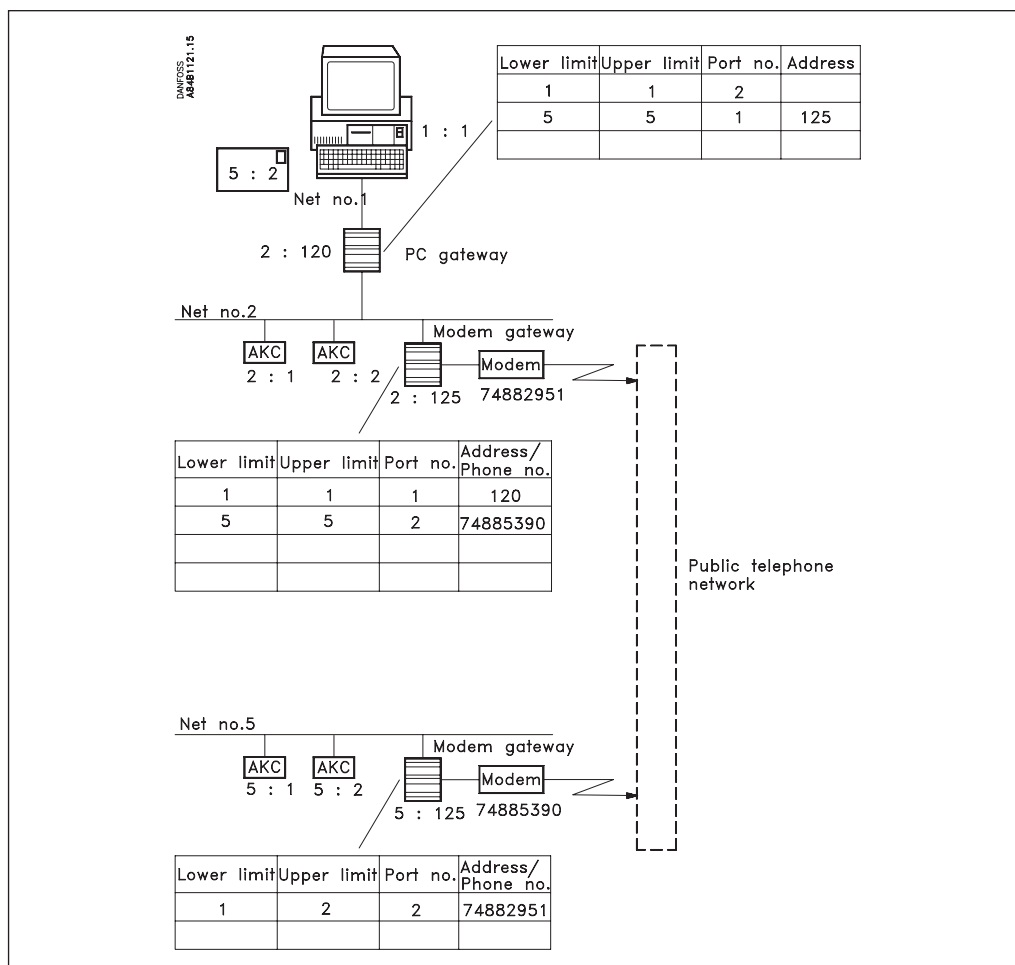 DANFOSS
A84B1121.15
Lower limit Upper limit Port no. Address
1 1 2
5 5 1 125
1 : 1
5 : 2
Net no.1
2 : 120
PC gateway
Net no.2
Modem gateway
AKC AKC
Modem
2 : 1 2 : 2
2 : 125 74882951
Lower limit Upper limit Port no. Address/
Phone no.
1 1 1 120
5 5 2 74885390
Public telephone
network
Net no.5
Modem gateway
AKC AKC
Modem
5 : 1 5 : 2
5 : 125 74885390
Lower limit Upper limit Port no. Address/
Phone no.
1 2 2 74882951